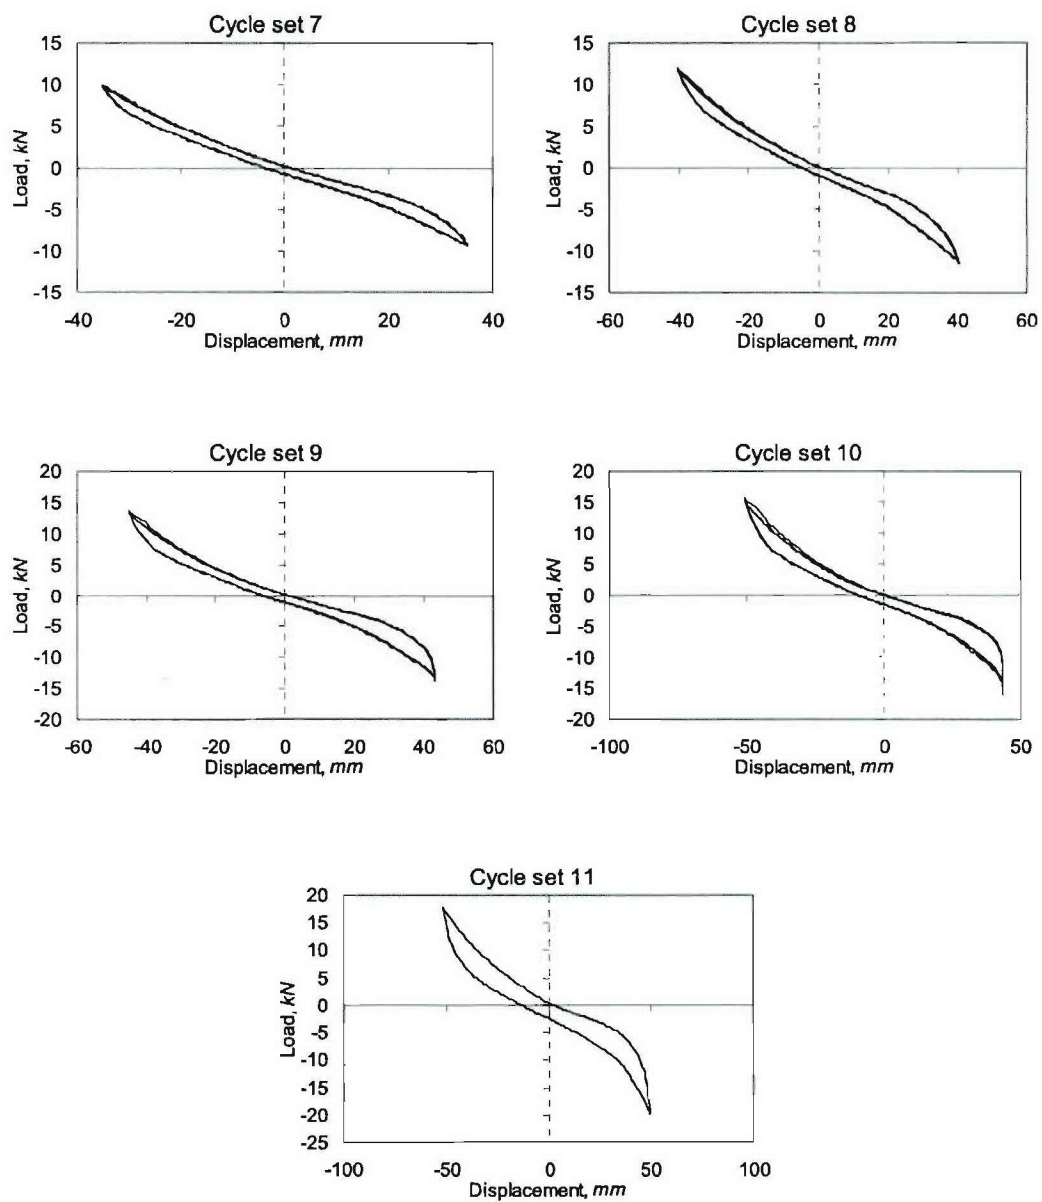 Cycle set 7
15
10
5
0
-5
-10
-15
Load, kN
-40 -20 0 20 40
Displacement, mm
Cycle set 8
15
10
5
0
-5
-10
-15
Load, kN
-60 -40 -20 0 20 40 60
Displacement, mm
Cycle set 9
20
15
10
5
0
-5
-10
-15
-20
Load, kN
-60 -40 -20 0 20 40 60
Displacement, mm
Cycle set 10
20
15
10
5
0
-5
-10
-15
-20
Load, kN
-100 -50 0 50
Displacement, mm
Cycle set 11
20
15
10
5
0
-5
-10
-15
-20
-25
Load, kN
-100 -50 0 50 100
Displacement, mm